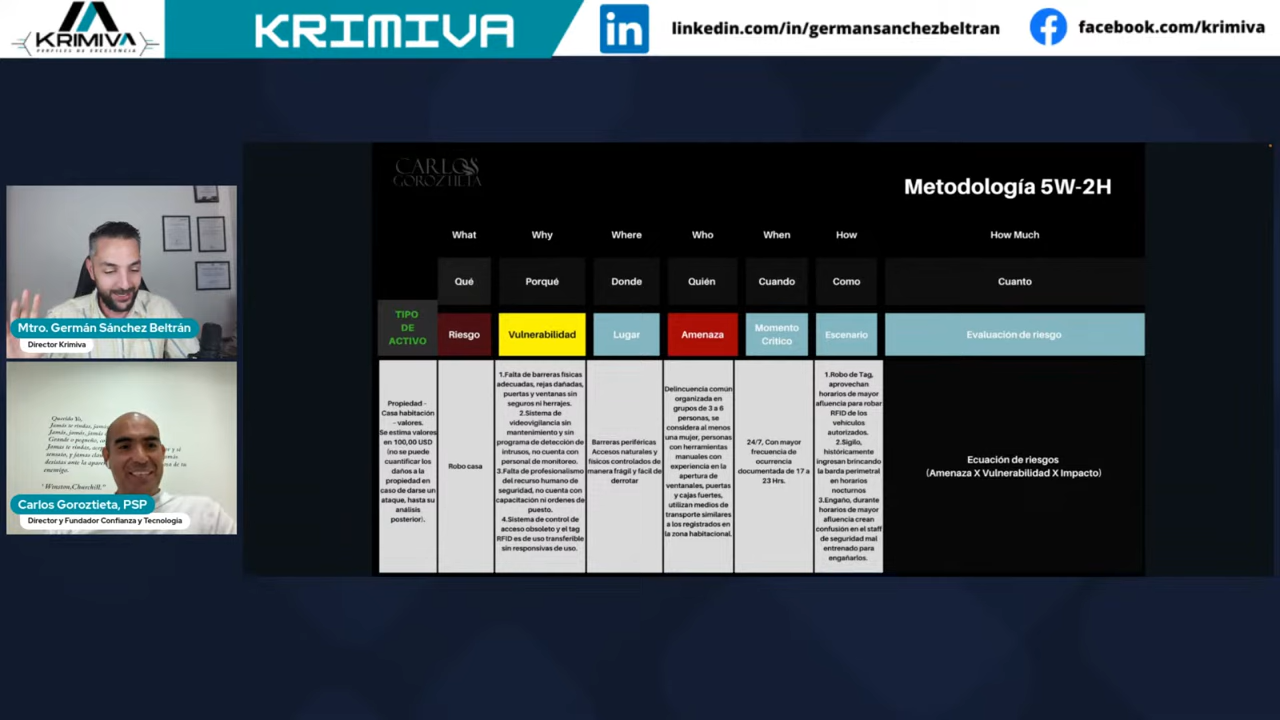 KRIMIVA
PERFILES DE EXCELENCIA
KRIMIVA
in
linkedin.com/in/germansanchezbeltran
facebook.com/krimiva
Mtro. Germán Sánchez Beltrán
Director Krimiva
Querido Yo,
Jamás te rindas,
Winston Churchill
Carlos Goroztieta, PSP
Director y Fundador Confianza y Tecnología
CARLOS
GOROZTIETA
Metodología 5W-2H
What
Why
Where
Who
When
How
How Much
Qué
Porqué
Donde
Quién
Cuando
Como
Cuanto
TIPO
DE
ACTIVO
Riesgo
Vulnerabilidad
Lugar
Amenaza
Momento
Critico
Escenario
Evaluación de riesgo
Propiedad -
Casa habitación
- valores.
Se estima valores
en 100,00 USD
(no se puede
cuantificar los
daños a la
propiedad en
caso de darse un
ataque, hasta su
análisis
posterior).
Robo casa
1.Falta de barreras físicas
adecuadas, rejas dañadas,
puertas y ventanas sin
seguros ni herrajes.
2.Sistema de
videovigilancia sin
mantenimiento y sin
programa de detección de
intrusos, no cuenta con
personal de monitoreo.
3.Falta de profesionalismo
del recurso humano de
seguridad, no cuenta con
capacitación ni ordenes de
puesto.
4.Sistema de control de
acceso obsoleto y el tag
RFID es de uso transferible
sin responsivas de uso.
Barreras periféricas
Accesos naturales y
físicos controlados de
manera frágil y fácil de
derrotar
Delincuencia común
organizada en
grupos de 3 a 6
personas, se
considera al menos
una mujer, personas
con herramientas
manuales con
experiencia en la
apertura de
ventanales, puertas
y cajas fuertes,
utilizan medios de
transporte similares
a los registrados en
la zona habitacional.
24/7, Con mayor
frecuencia de
ocurrencia
documentada de 17 a
23 Hrs.
1.Robo de Tag,
aprovechan
horarios de mayor
afluencia para robar
RFID de los
vehículos
autorizados.
2.Sigilo,
históricamente
ingresan brincando
la barda perimetral
en horarios
nocturnos
3.Engaño, durante
horarios de mayor
afluencia crean
confusión en el staff
de seguridad mal
entrenado para
engañarlos.
Ecuación de riesgos
(Amenaza X Vulnerabilidad X Impacto)